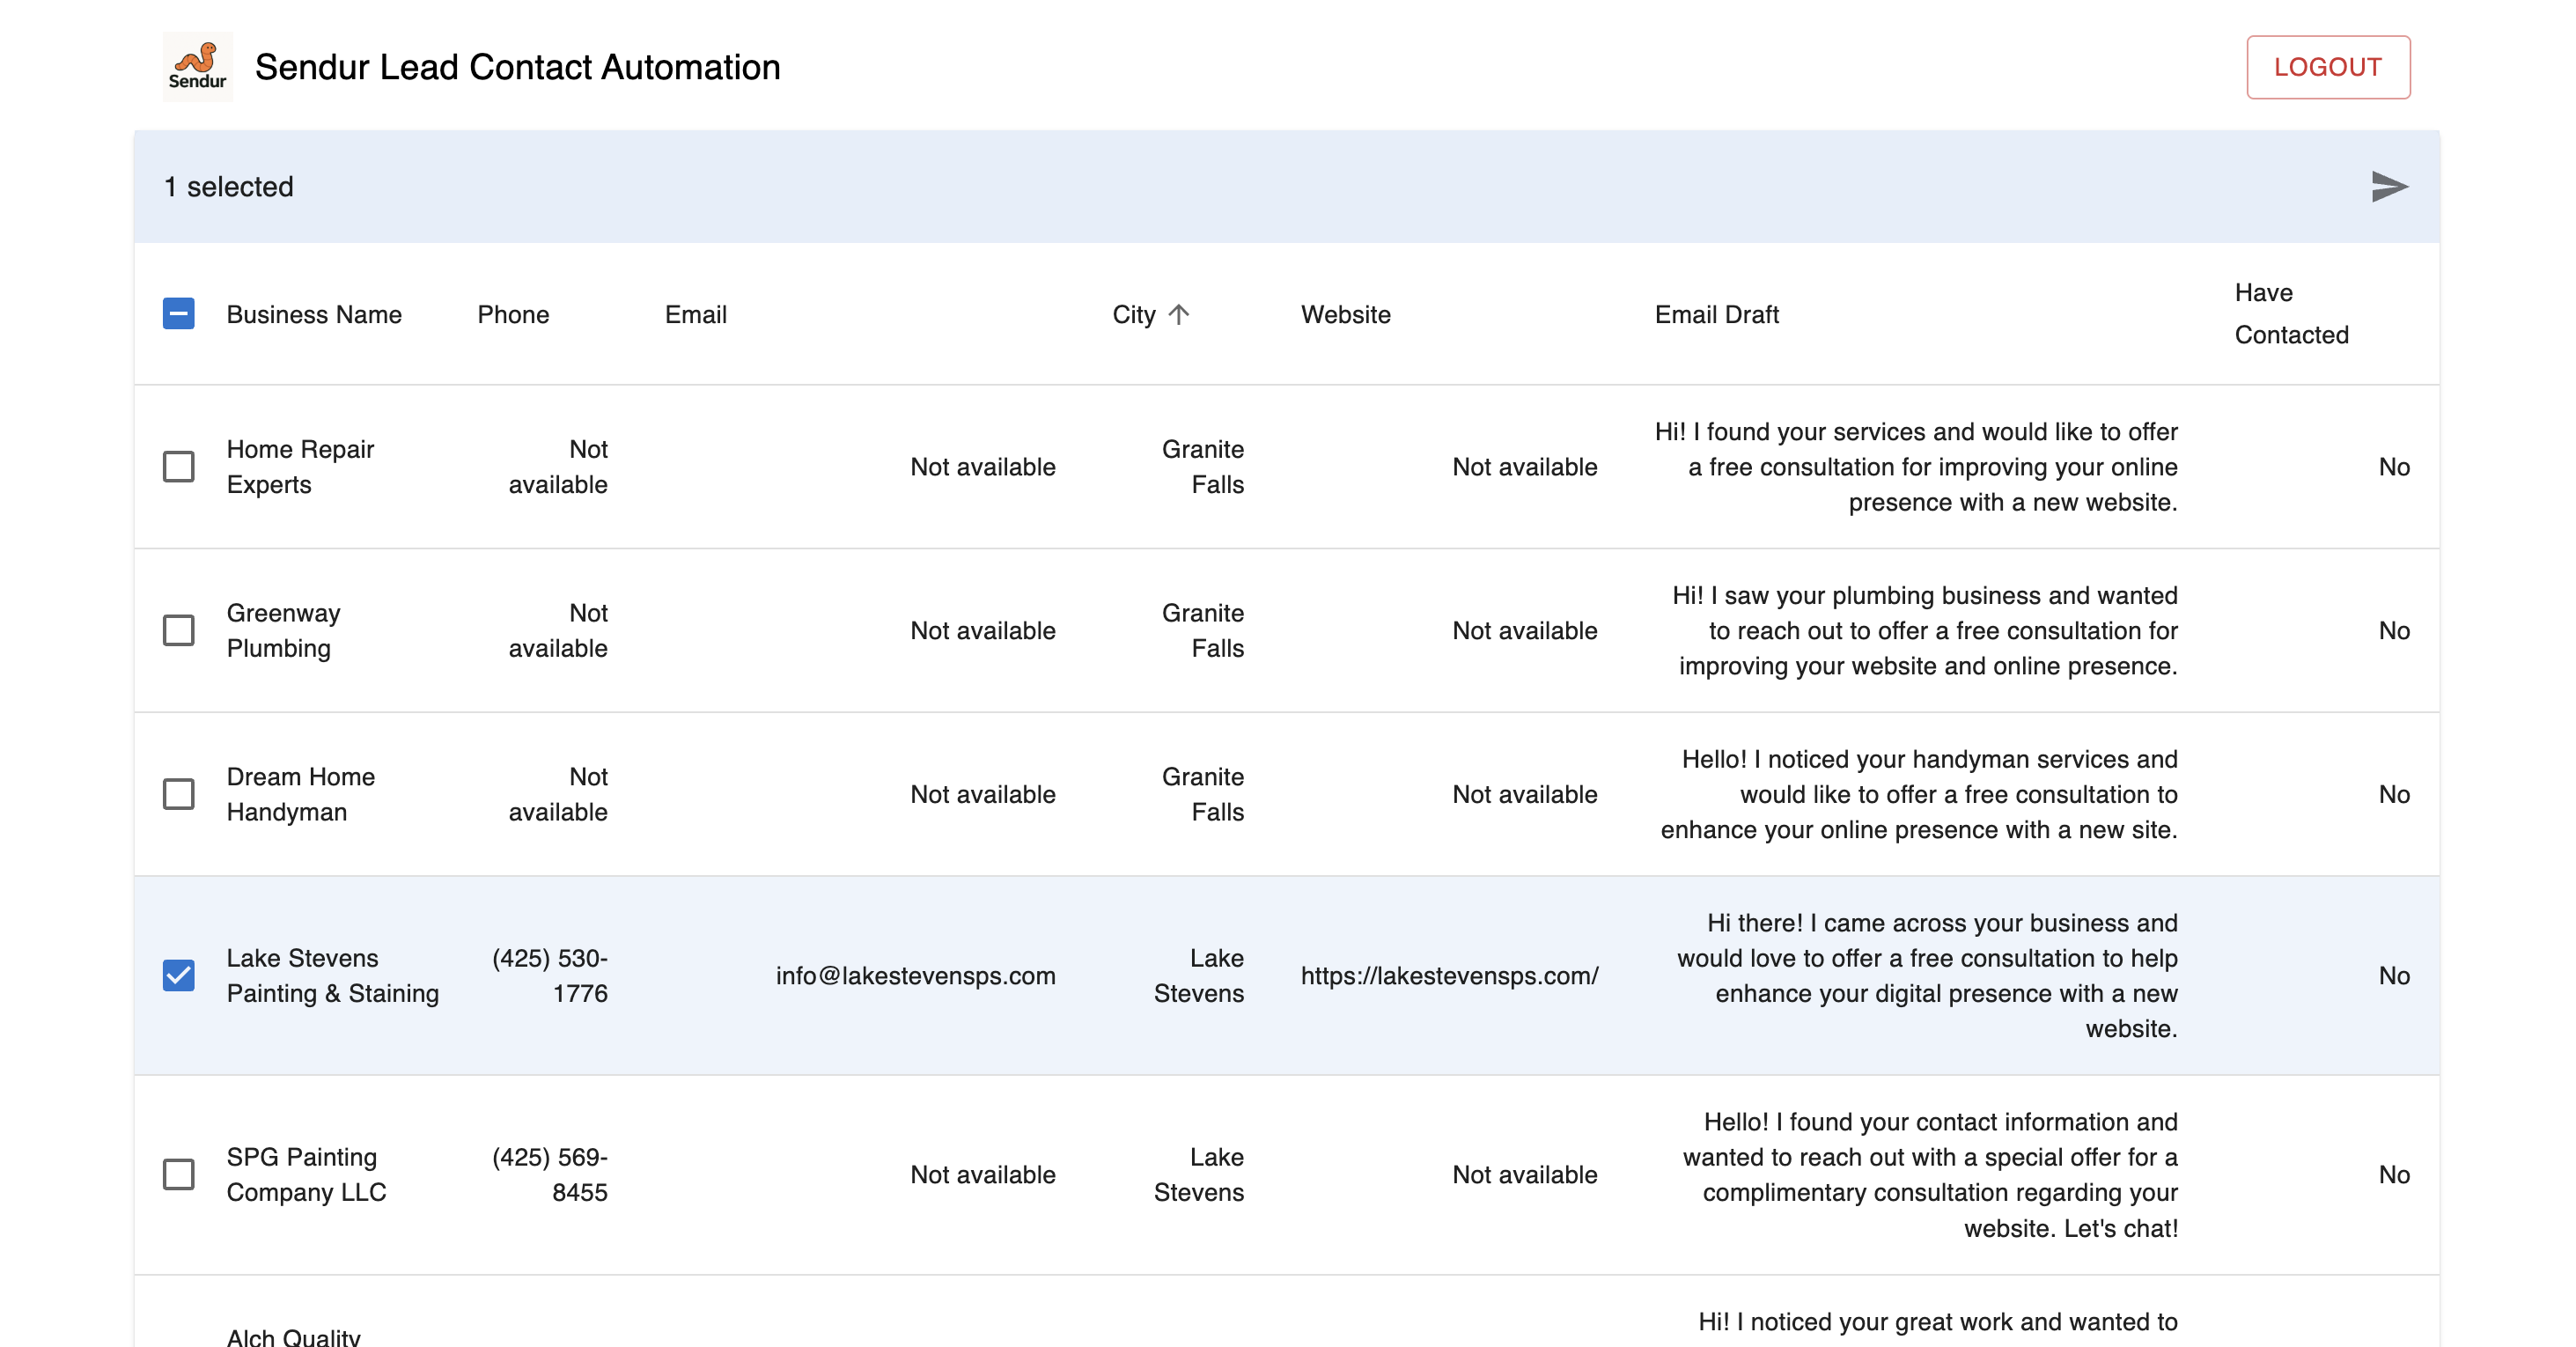 Sendur
Sendur Lead Contact Automation
LOGOUT
1 selected
Business Name
Phone
Email
City
Website
Email Draft
Have
Contacted
Home Repair
Experts
Not
available
Not available
Granite
Falls
Not available
Hi! I found your services and would like to offer
a free consultation for improving your online
presence with a new website.
No
Greenway
Plumbing
Not
available
Not available
Granite
Falls
Not available
Hi! I saw your plumbing business and wanted
to reach out to offer a free consultation for
improving your website and online presence.
No
Dream Home
Handyman
Not
available
Not available
Granite
Falls
Not available
Hello! I noticed your handyman services and
would like to offer a free consultation to
enhance your online presence with a new site.
No
Lake Stevens
Painting & Staining
(425) 530-
1776
info@lakestevensps.com
Lake
Stevens
https://lakestevensps.com/
Hi there! I came across your business and
would love to offer a free consultation to help
enhance your digital presence with a new
website.
No
SPG Painting
Company LLC
(425) 569-
8455
Not available
Lake
Stevens
Not available
Hello! I found your contact information and
wanted to reach out with a special offer for a
complimentary consultation regarding your
website. Let's chat!
No
Alch Quality
Hi! I noticed your great work and wanted to